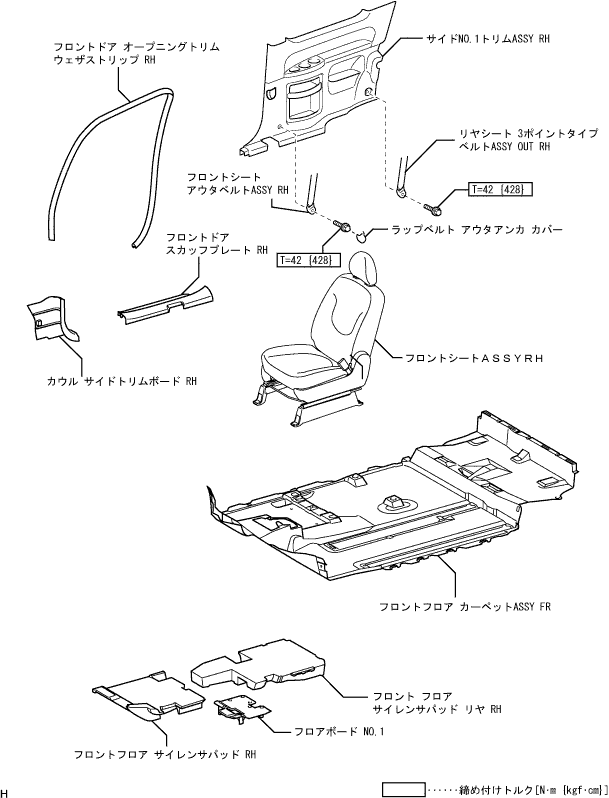 フロントドア オープニングトリム
ウェザストリップ RH
サイドNO.1トリムASSY RH
リヤシート 3ポイントタイプ
ベルトASSY OUT RH
フロントシート
アウタベルトASSY RH
T=42 {428}
ラップベルト アウタアンカ カバー
フロントドア
スカッフプレート RH
T=42 {428}
フロントシートＡＳＳＹＲＨ
カウル サイドトリムボード RH
フロントフロア カーペットASSY FR
フロント フロア
サイレンサパッド リヤ RH
フロアボード NO.1
フロントフロア サイレンサパッド RH
H
······締め付けトルク[N·m {kgf·cm}]